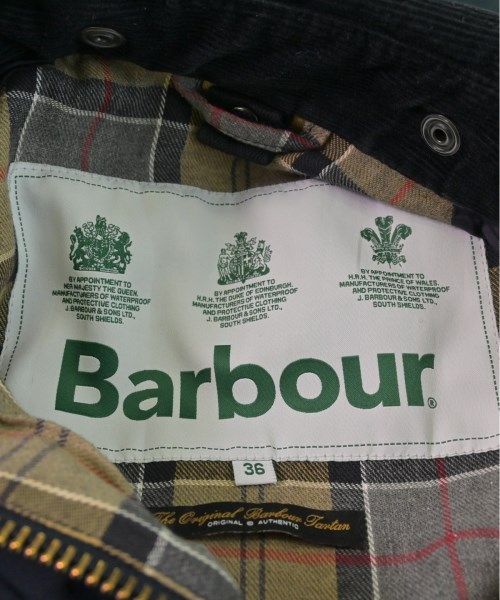 BY APPOINTMENT TO
HER MAJESTY THE QUEEN,
MANUFACTURERS OF WATERPROOF
AND PROTECTIVE CLOTHING
J. BARBOUR & SONS LTD.,
SOUTH SHIELDS.
BY APPOINTMENT TO
H.R.H. THE DUKE OF EDINBURGH,
MANUFACTURERS OF WATERPROOF
AND PROTECTIVE CLOTHING
J. BARBOUR & SONS LTD.,
SOUTH SHIELDS.
BY APPOINTMENT TO
H.R.H. THE PRINCE OF WALES,
MANUFACTURERS OF WATERPROOF
AND PROTECTIVE CLOTHING
J. BARBOUR & SONS LTD.,
SOUTH SHIELDS.
Barbour®
36
The Original Barbour Tartan
ORIGINAL ® AUTHENTIC